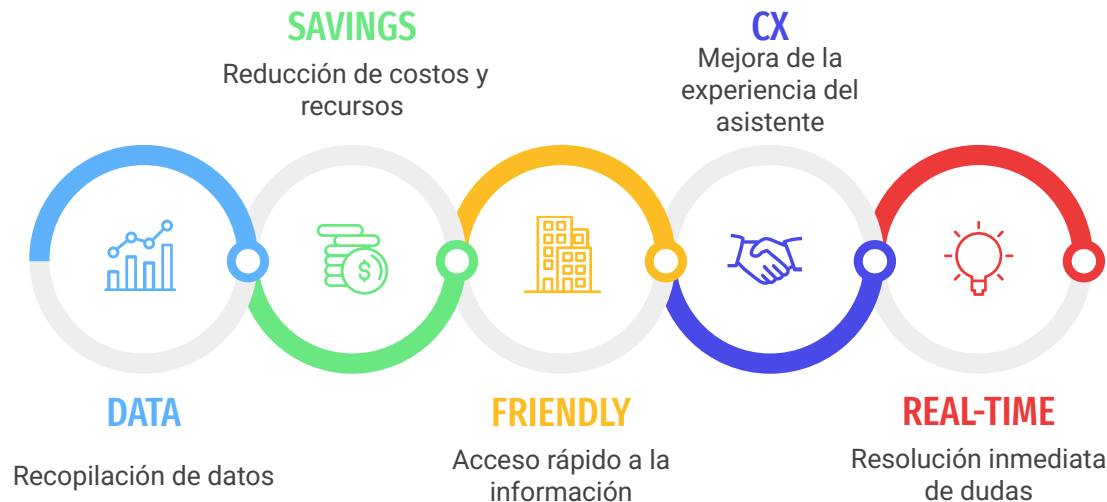 SAVINGS
Reducción de costos y
recursos
CX
Mejora de la
experiencia del
asistente
$
DATA
Recopilación de datos
FRIENDLY
Acceso rápido a la
información
REAL-TIME
Resolución inmediata
de dudas